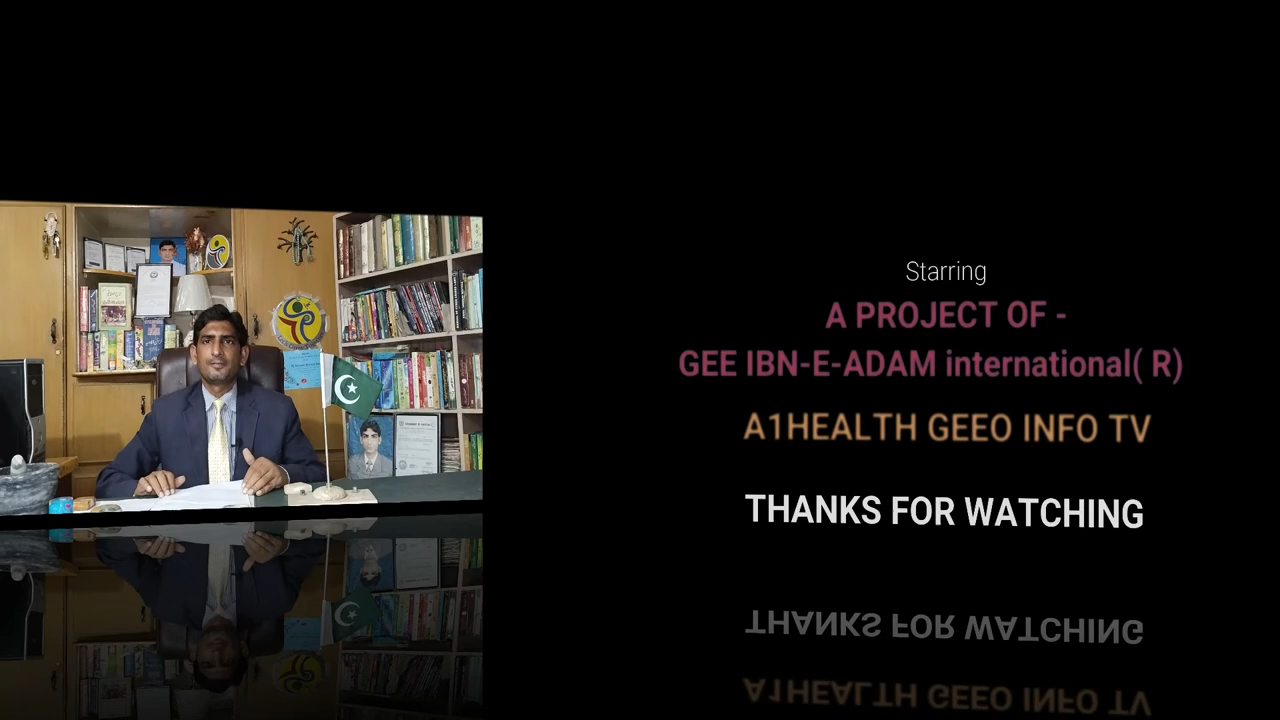 Starring
A PROJECT OF -
GEE IBN-E-ADAM international( R)
A1HEALTH GEEO INFO TV
THANKS FOR WATCHING
THANKS FOR WATCHING
A1HEALTH GEEO INFO TV